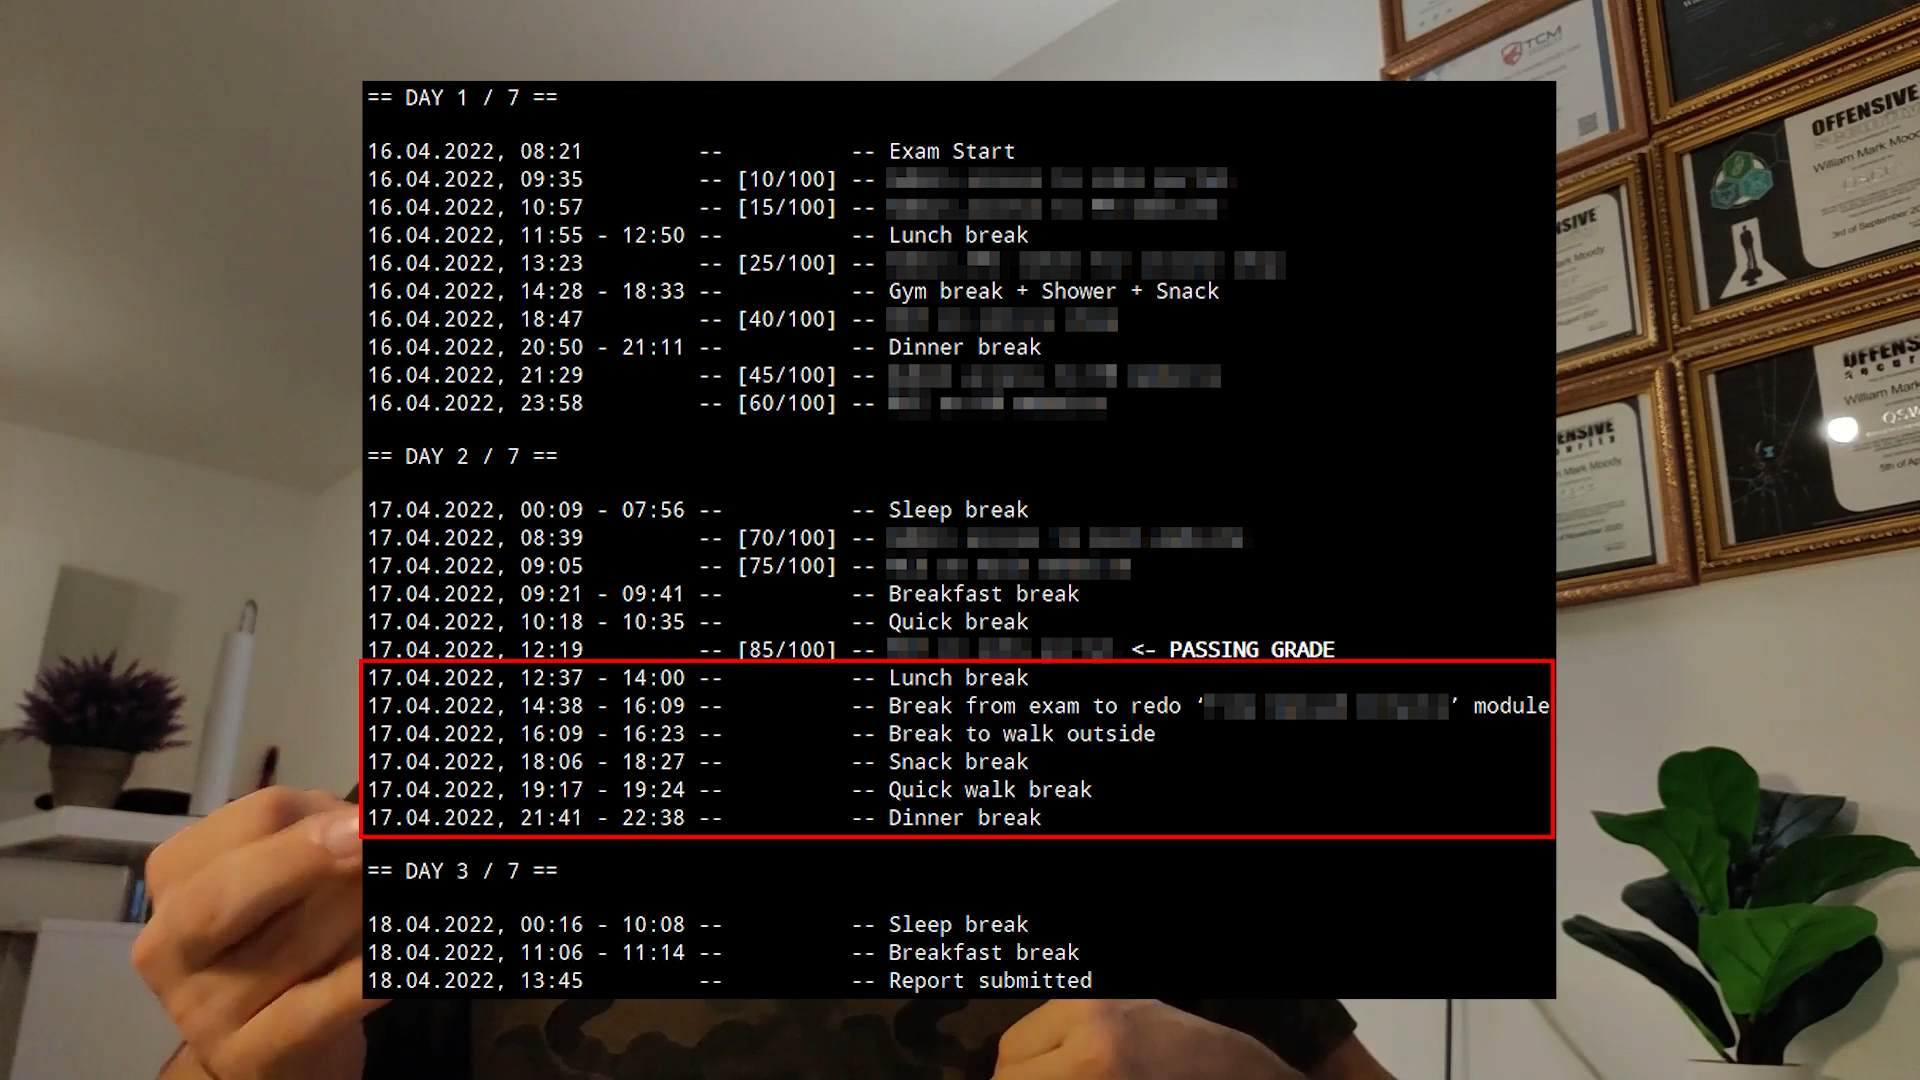 == DAY 1 / 7 ==
16.04.2022, 08:21 -- -- Exam Start
16.04.2022, 09:35 -- [10/100] --
16.04.2022, 10:57 -- [15/100] --
16.04.2022, 11:55 - 12:50 -- -- Lunch break
16.04.2022, 13:23 -- [25/100] --
16.04.2022, 14:28 - 18:33 -- -- Gym break + Shower + Snack
16.04.2022, 18:47 -- [40/100] --
16.04.2022, 20:50 - 21:11 -- -- Dinner break
16.04.2022, 21:29 -- [45/100] --
16.04.2022, 23:58 -- [60/100] --
== DAY 2 / 7 ==
17.04.2022, 00:09 - 07:56 -- -- Sleep break
17.04.2022, 08:39 -- [70/100] --
17.04.2022, 09:05 -- [75/100] --
17.04.2022, 09:21 - 09:41 -- -- Breakfast break
17.04.2022, 10:18 - 10:35 -- -- Quick break
17.04.2022, 12:19 -- [85/100] -- <- PASSING GRADE
17.04.2022, 12:37 - 14:00 -- -- Lunch break
17.04.2022, 14:38 - 16:09 -- -- Break from exam to redo ‘ ’ module
17.04.2022, 16:09 - 16:23 -- -- Break to walk outside
17.04.2022, 18:06 - 18:27 -- -- Snack break
17.04.2022, 19:17 - 19:24 -- -- Quick walk break
17.04.2022, 21:41 - 22:38 -- -- Dinner break
== DAY 3 / 7 ==
18.04.2022, 00:16 - 10:08 -- -- Sleep break
18.04.2022, 11:06 - 11:14 -- -- Breakfast break
18.04.2022, 13:45 -- -- Report submitted
TCM
OFFENSIVE
William Mark Moody
3rd of September
William Mark
5th of
Mark Moody
of November 2020